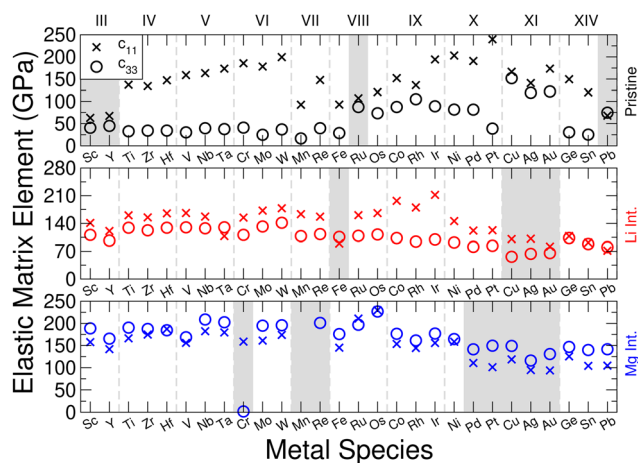 III IV V VI VII VIII IX X XI XIV
× C11
○ C33
Elastic Matrix Element (GPa)
250
200
150
100
50
0
Pristine
Sc Y Ti Zr Hf V Nb Ta Cr Mo W Mn Re Fe Ru Os Co Rh Ir Ni Pd Pt Cu Ag Au Ge Sn Pb
280
210
140
70
0
Li Int.
Sc Y Ti Zr Hf V Nb Ta Cr Mo W Mn Re Fe Ru Os Co Rh Ir Ni Pd Pt Cu Ag Au Ge Sn Pb
250
200
150
100
50
0
Mg Int.
Sc Y Ti Zr Hf V Nb Ta Cr Mo W Mn Re Fe Ru Os Co Rh Ir Ni Pd Pt Cu Ag Au Ge Sn Pb
Metal Species